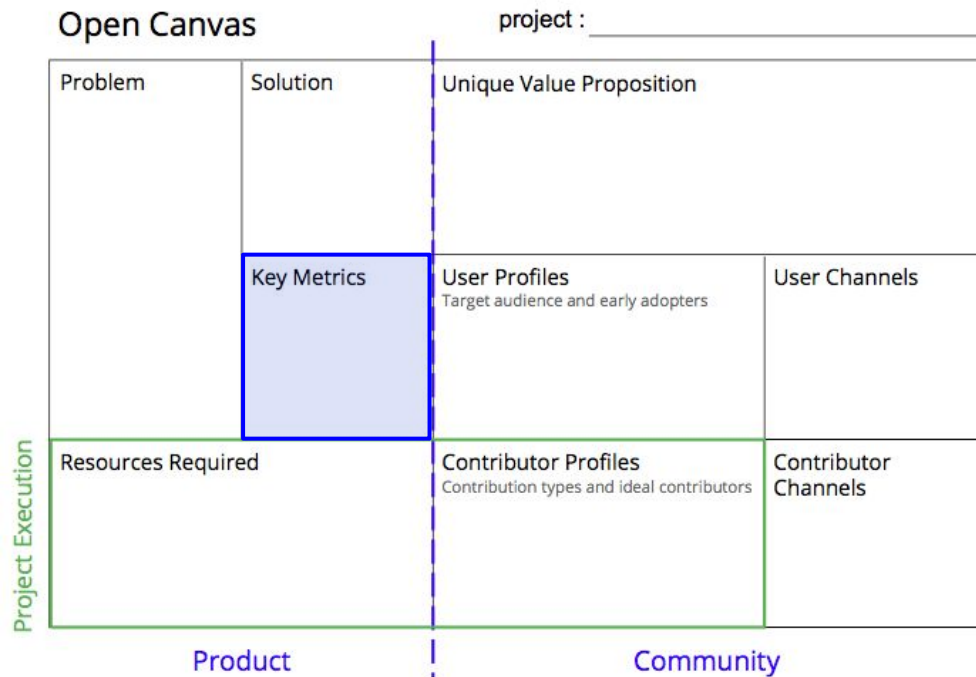 Open Canvas
project :
Problem
Solution
Unique Value Proposition
Key Metrics
User Profiles
Target audience and early adopters
User Channels
Project Execution
Resources Required
Contributor Profiles
Contribution types and ideal contributors
Contributor
Channels
Product
Community